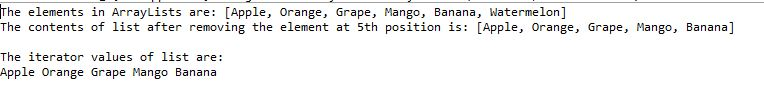 The elements in ArrayLists are: [Apple, Orange, Grape, Mango, Banana, Watermelon]
The contents of list after removing the element at 5th position is: [Apple, Orange, Grape, Mango, Banana]
The iterator values of list are:
Apple Orange Grape Mango Banana